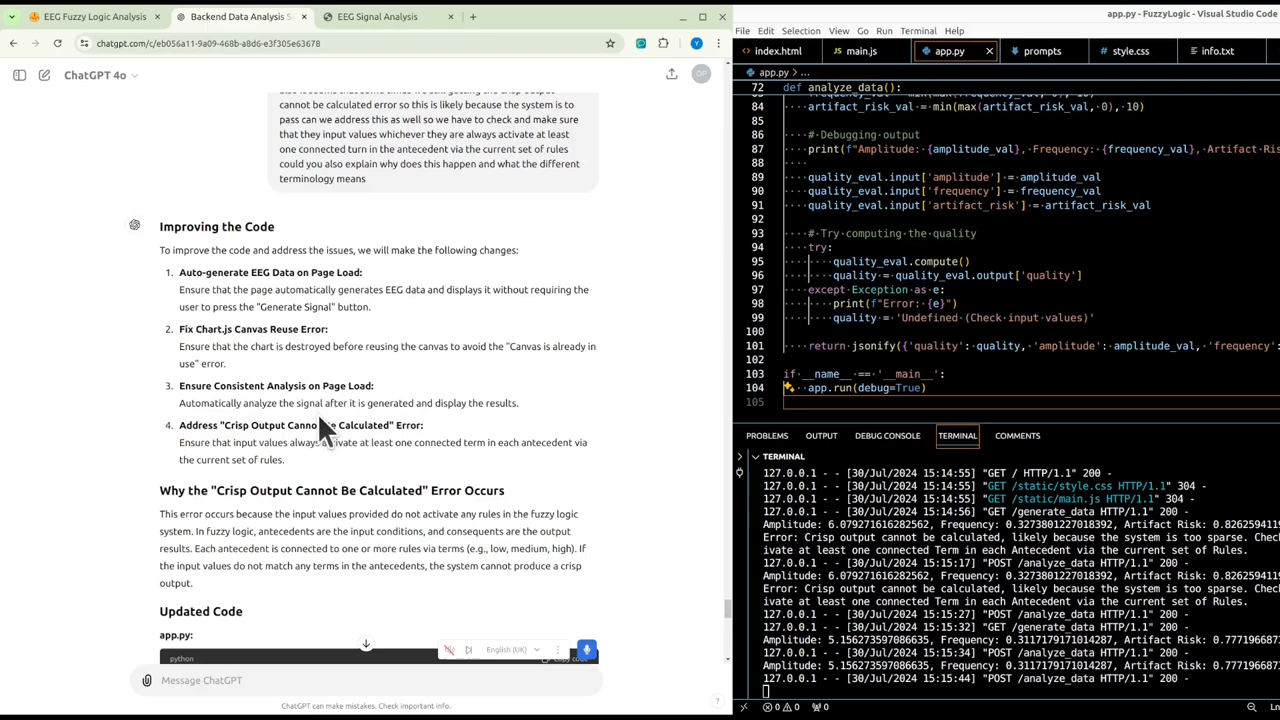 EEG Fuzzy Logic Analysis
Backend Data Analysis S
EEG Signal Analysis
chatgpt.com/c/eb056a11-9a09-468b-a8d6-e3f305e63678
Y
ChatGPT 4o
OP
cannot be calculated error so this is likely because the system is to
pass can we address this as well so we have to check and make sure
that they input values whichever they are always activate at least
one connected turn in the antecedent via the current set of rules
could you also explain why does this happen and what the different
terminology means
Improving the Code
To improve the code and address the issues, we will make the following changes:
1. Auto-generate EEG Data on Page Load:
Ensure that the page automatically generates EEG data and displays it without requiring the
user to press the "Generate Signal" button.
2. Fix Chart.js Canvas Reuse Error:
Ensure that the chart is destroyed before reusing the canvas to avoid the "Canvas is already in
use" error.
3. Ensure Consistent Analysis on Page Load:
Automatically analyze the signal after it is generated and display the results.
4. Address "Crisp Output Cannot Be Calculated" Error:
Ensure that input values always activate at least one connected term in each antecedent via
the current set of rules.
Why the "Crisp Output Cannot Be Calculated" Error Occurs
This error occurs because the input values provided do not activate any rules in the fuzzy logic
system. In fuzzy logic, antecedents are the input conditions, and consequents are the output
results. Each antecedent is connected to one or more rules via terms (e.g., low, medium, high). If
the input values do not match any terms in the antecedents, the system cannot produce a crisp
output.
Updated Code
app.py:
python
English (UK)
Message ChatGPT
ChatGPT can make mistakes. Check important info.
?
app.py - FuzzyLogic - Visual Studio Code
File Edit Selection View Go Run Terminal Help
index.html main.js app.py prompts style.css info.txt
app.py > ...
72 def analyze_data():
84 artifact_risk_val = min(max(artifact_risk_val, 0), 10)
85
86 # Debugging output
87 print(f"Amplitude: {amplitude_val}, Frequency: {frequency_val}, Artifact Ris
88
89 quality_eval.input['amplitude'] = amplitude_val
90 quality_eval.input['frequency'] = frequency_val
91 quality_eval.input['artifact_risk'] = artifact_risk_val
92
93 # Try computing the quality
94 try:
95 quality_eval.compute()
96 quality = quality_eval.output['quality']
97 except Exception as e:
98 print(f"Error: {e}")
99 quality = 'Undefined (Check input values)'
100
101 return jsonify({'quality': quality, 'amplitude': amplitude_val, 'frequency':
102
103 if __name__ == '__main__':
104 app.run(debug=True)
105
PROBLEMS OUTPUT DEBUG CONSOLE TERMINAL COMMENTS
TERMINAL
127.0.0.1 - - [30/Jul/2024 15:14:55] "GET / HTTP/1.1" 200 -
127.0.0.1 - - [30/Jul/2024 15:14:55] "GET /static/style.css HTTP/1.1" 304 -
127.0.0.1 - - [30/Jul/2024 15:14:55] "GET /static/main.js HTTP/1.1" 304 -
127.0.0.1 - - [30/Jul/2024 15:14:56] "GET /generate_data HTTP/1.1" 200 -
Amplitude: 6.079271616282562, Frequency: 0.3273801227018392, Artifact Risk: 0.826259419
Error: Crisp output cannot be calculated, likely because the system is too sparse. Check
ivate at least one connected Term in each Antecedent via the current set of Rules.
127.0.0.1 - - [30/Jul/2024 15:15:17] "POST /analyze_data HTTP/1.1" 200 -
Amplitude: 6.079271616282562, Frequency: 0.3273801227018392, Artifact Risk: 0.826259419
Error: Crisp output cannot be calculated, likely because the system is too sparse. Check
ivate at least one connected Term in each Antecedent via the current set of Rules.
127.0.0.1 - - [30/Jul/2024 15:15:27] "POST /analyze_data HTTP/1.1" 200 -
127.0.0.1 - - [30/Jul/2024 15:15:32] "GET /generate_data HTTP/1.1" 200 -
Amplitude: 5.156263597086635, Frequency: 0.3117179314041287, Artifact Risk: 0.777196887
127.0.0.1 - - [30/Jul/2024 15:15:34] "POST /analyze_data HTTP/1.1" 200 -
Amplitude: 5.156263597086635, Frequency: 0.3117179314041287, Artifact Risk: 0.777196687
127.0.0.1 - - [30/Jul/2024 15:15:44] "POST /analyze_data HTTP/1.1" 200 -
0 0 0
Ln